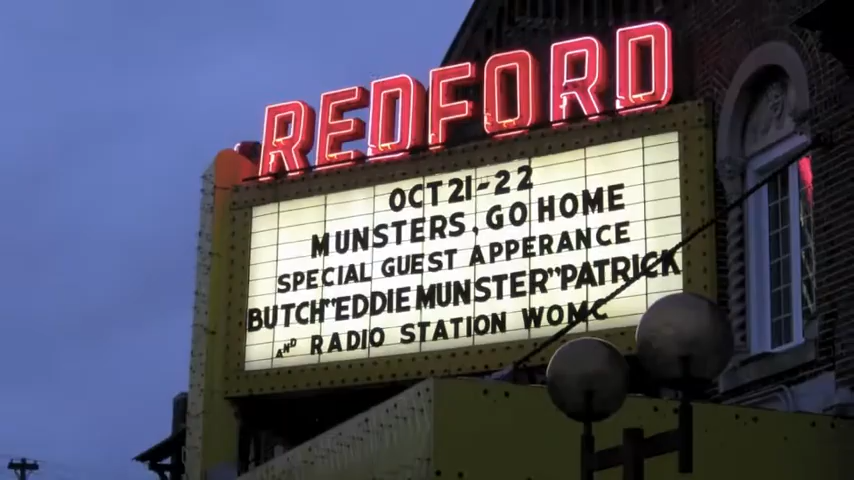 REDFORD
OCT 21-22
MUNSTERS, GO HOME
SPECIAL GUEST APPERANCE
BUTCH "EDDIE MUNSTER" PATRICK
AND RADIO STATION WOMC